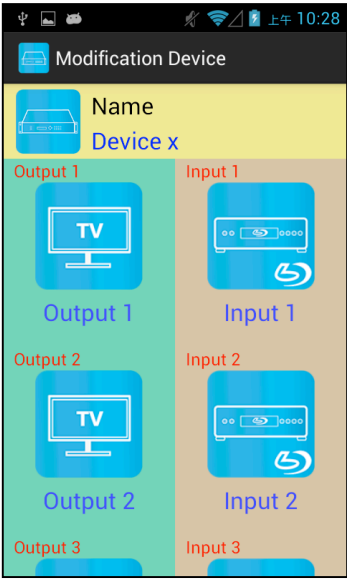 上午 10:28
Modification Device
Name
Device x
Output 1
Input 1
TV
Output 1
Input 1
Output 2
Input 2
TV
Output 2
Input 2
Output 3
Input 3